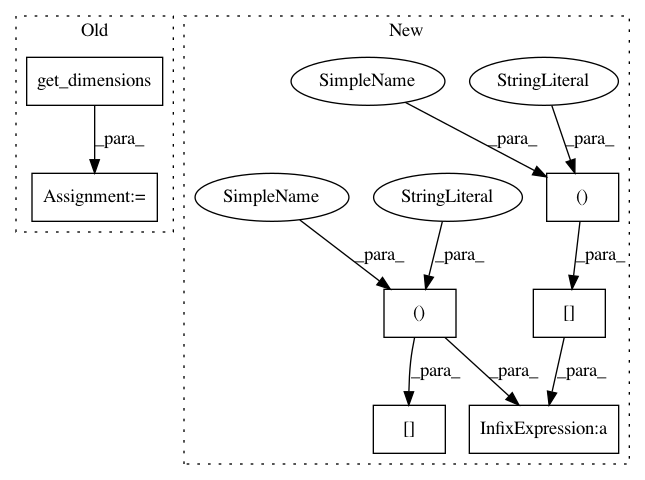 Old
New
get_dimensions
SimpleName
StringLiteral
_para_
_para_
_para_
Assignment:=
SimpleName
StringLiteral
()
_para_
_para_
_para_
()
[]
_para_
_para_
_para_
[]
InfixExpression:a